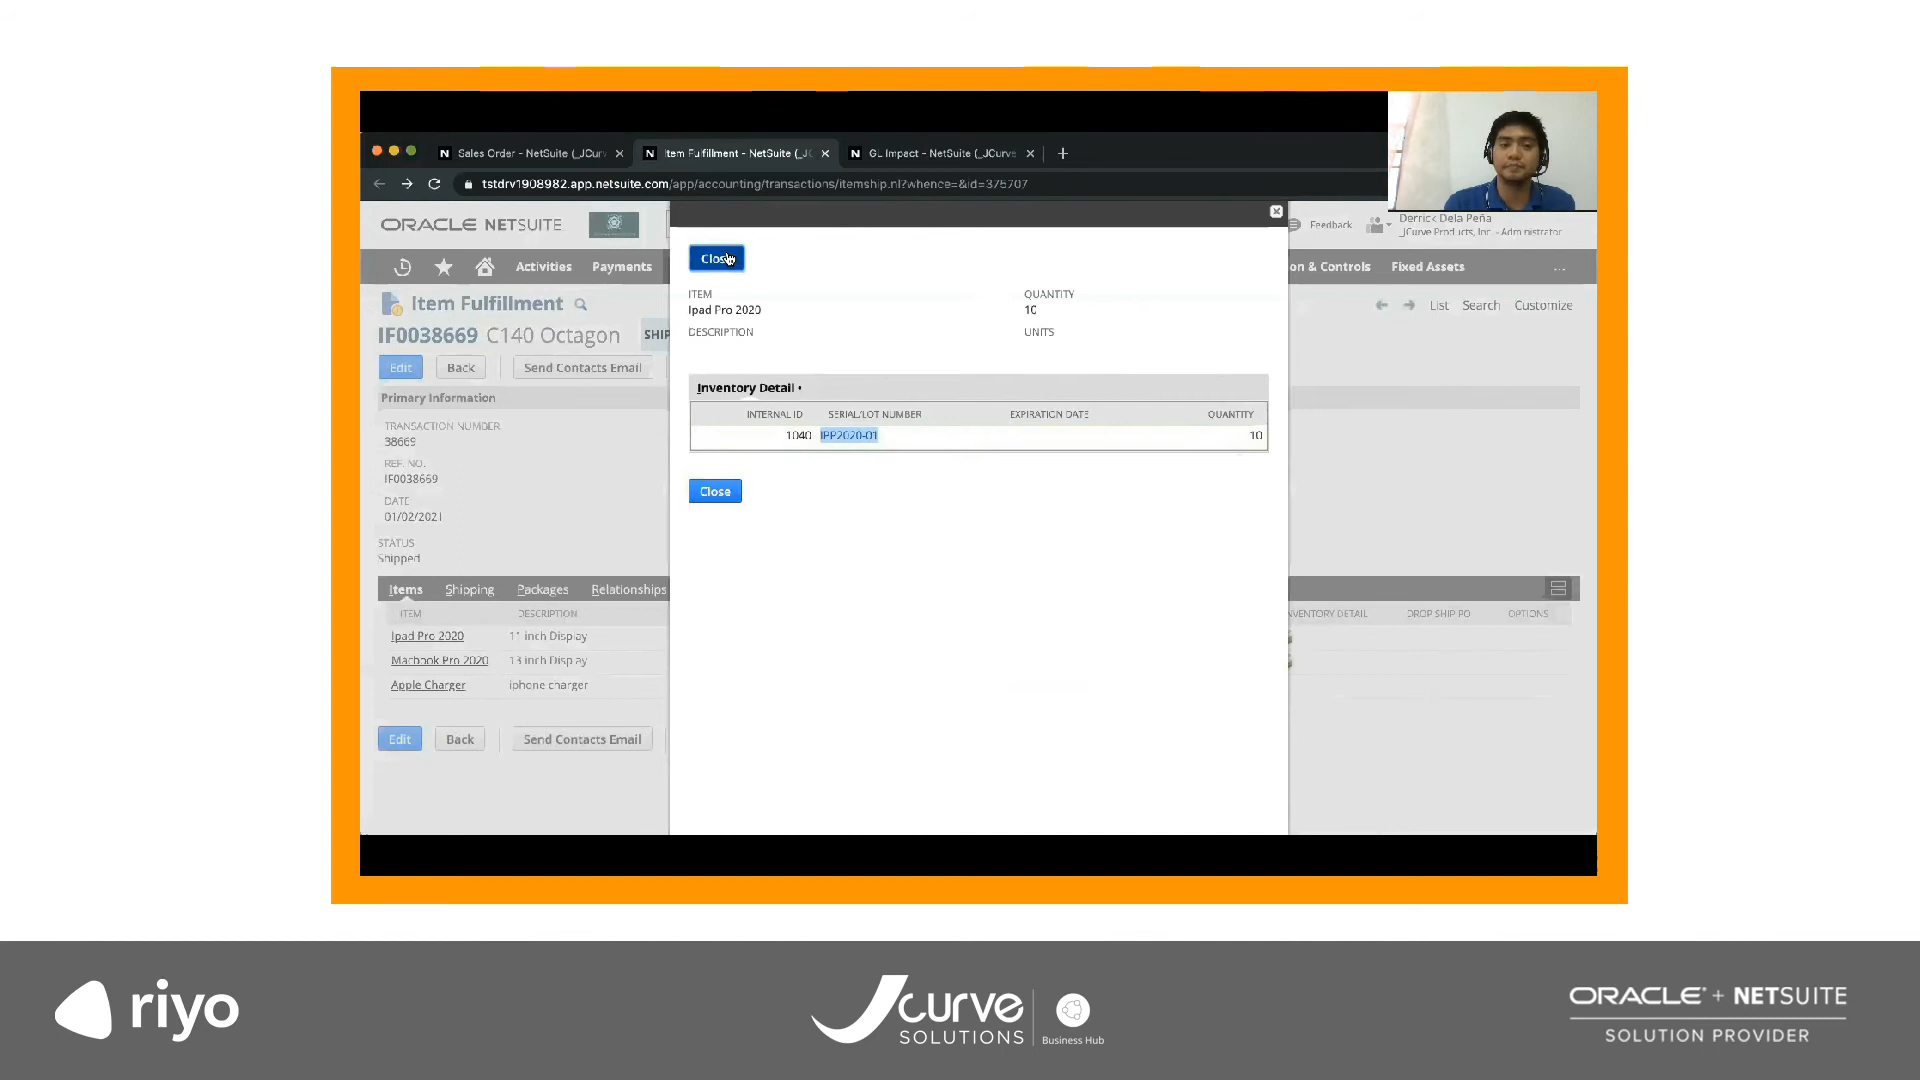 Sales Order - NetSuite (_JCurv
Item Fulfillment - NetSuite (_JC
GL Impact - NetSuite (_JCurve
tstdrv1908982.app.netsuite.com/app/accounting/transactions/itemship.nl?whence=&id=375707
ORACLE NETSUITE
Feedback
Derrick Dela Peña
_JCurve Products, Inc. - Administrator
Activities
Payments
on & Controls
Fixed Assets
...
Item Fulfillment
List
Search
Customize
IF0038669 C140 Octagon
SHIP
Edit
Back
Send Contacts Email
Primary Information
TRANSACTION NUMBER
38669
REF. NO.
IF0038669
DATE
01/02/2021
STATUS
Shipped
Items
Shipping
Packages
Relationships
ITEM
DESCRIPTION
NVENTORY DETAIL
DROP SHIP PO
OPTIONS
Ipad Pro 2020
11 inch Display
Macbook Pro 2020
13 inch Display
Apple Charger
iphone charger
Edit
Back
Send Contacts Email
Close
ITEM
Ipad Pro 2020
QUANTITY
10
DESCRIPTION
UNITS
Inventory Detail •
INTERNAL ID
SERIAL/LOT NUMBER
EXPIRATION DATE
QUANTITY
1040
IPP2020-01
10
Close
riyo
Jcurve
SOLUTIONS
Business Hub
ORACLE + NETSUITE
SOLUTION PROVIDER